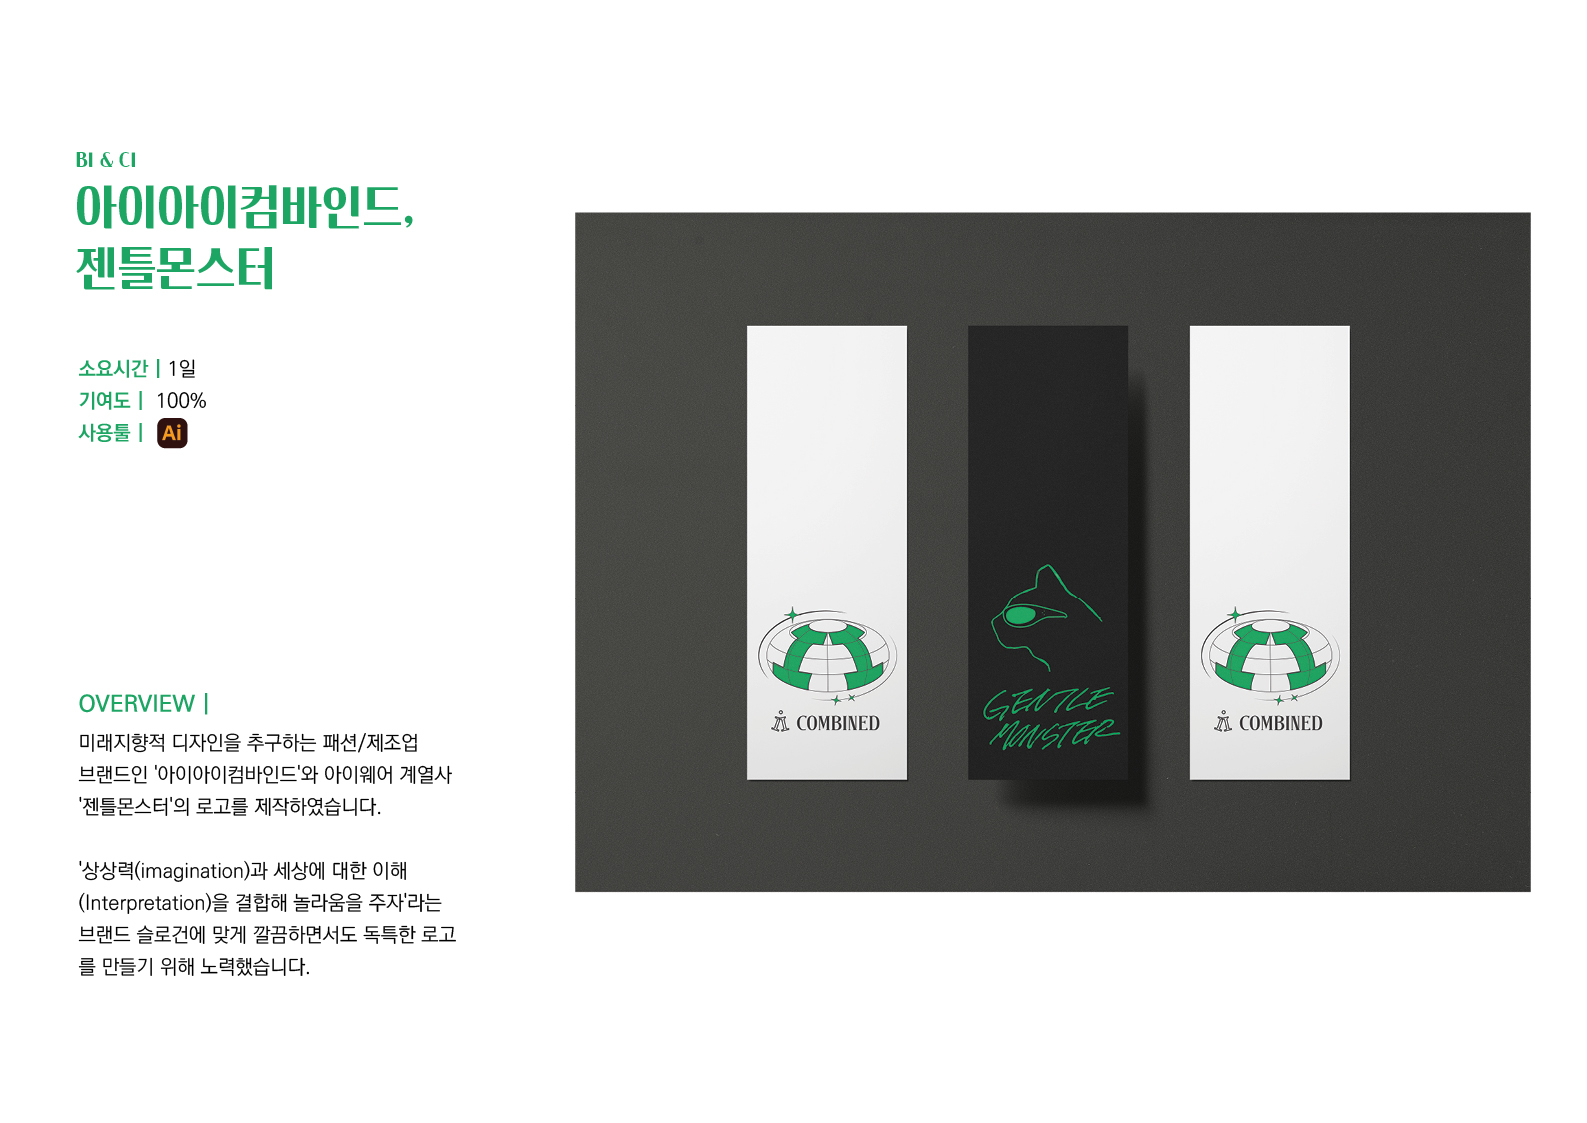 BI & CI
아이아이컴바인드,
젠틀몬스터
소요시간 | 1일
기여도 | 100%
사용툴 | Ai
OVERVIEW |
미래지향적 디자인을 추구하는 패션/제조업
브랜드인 '아이아이컴바인드'와 아이웨어 계열사
'젠틀몬스터'의 로고를 제작하였습니다.
'상상력(imagination)과 세상에 대한 이해
(Interpretation)을 결합해 놀라움을 주자'라는
브랜드 슬로건에 맞게 깔끔하면서도 독특한 로고
를 만들기 위해 노력했습니다.
COMBINED
GENTLE
MONSTER
COMBINED